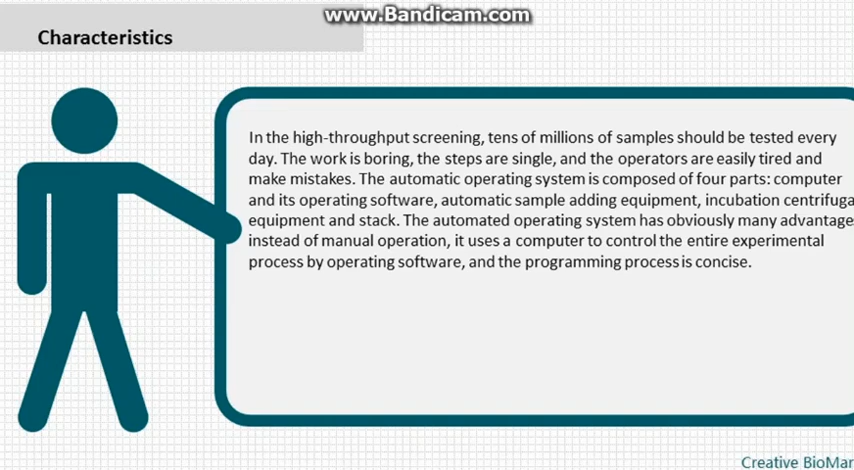 www.Bandicam.com
Characteristics
In the high-throughput screening, tens of millions of samples should be tested every
day. The work is boring, the steps are single, and the operators are easily tired and
make mistakes. The automatic operating system is composed of four parts: computer
and its operating software, automatic sample adding equipment, incubation centrifuga
equipment and stack. The automated operating system has obviously many advantage
instead of manual operation, it uses a computer to control the entire experimental
process by operating software, and the programming process is concise.
Creative BioMar